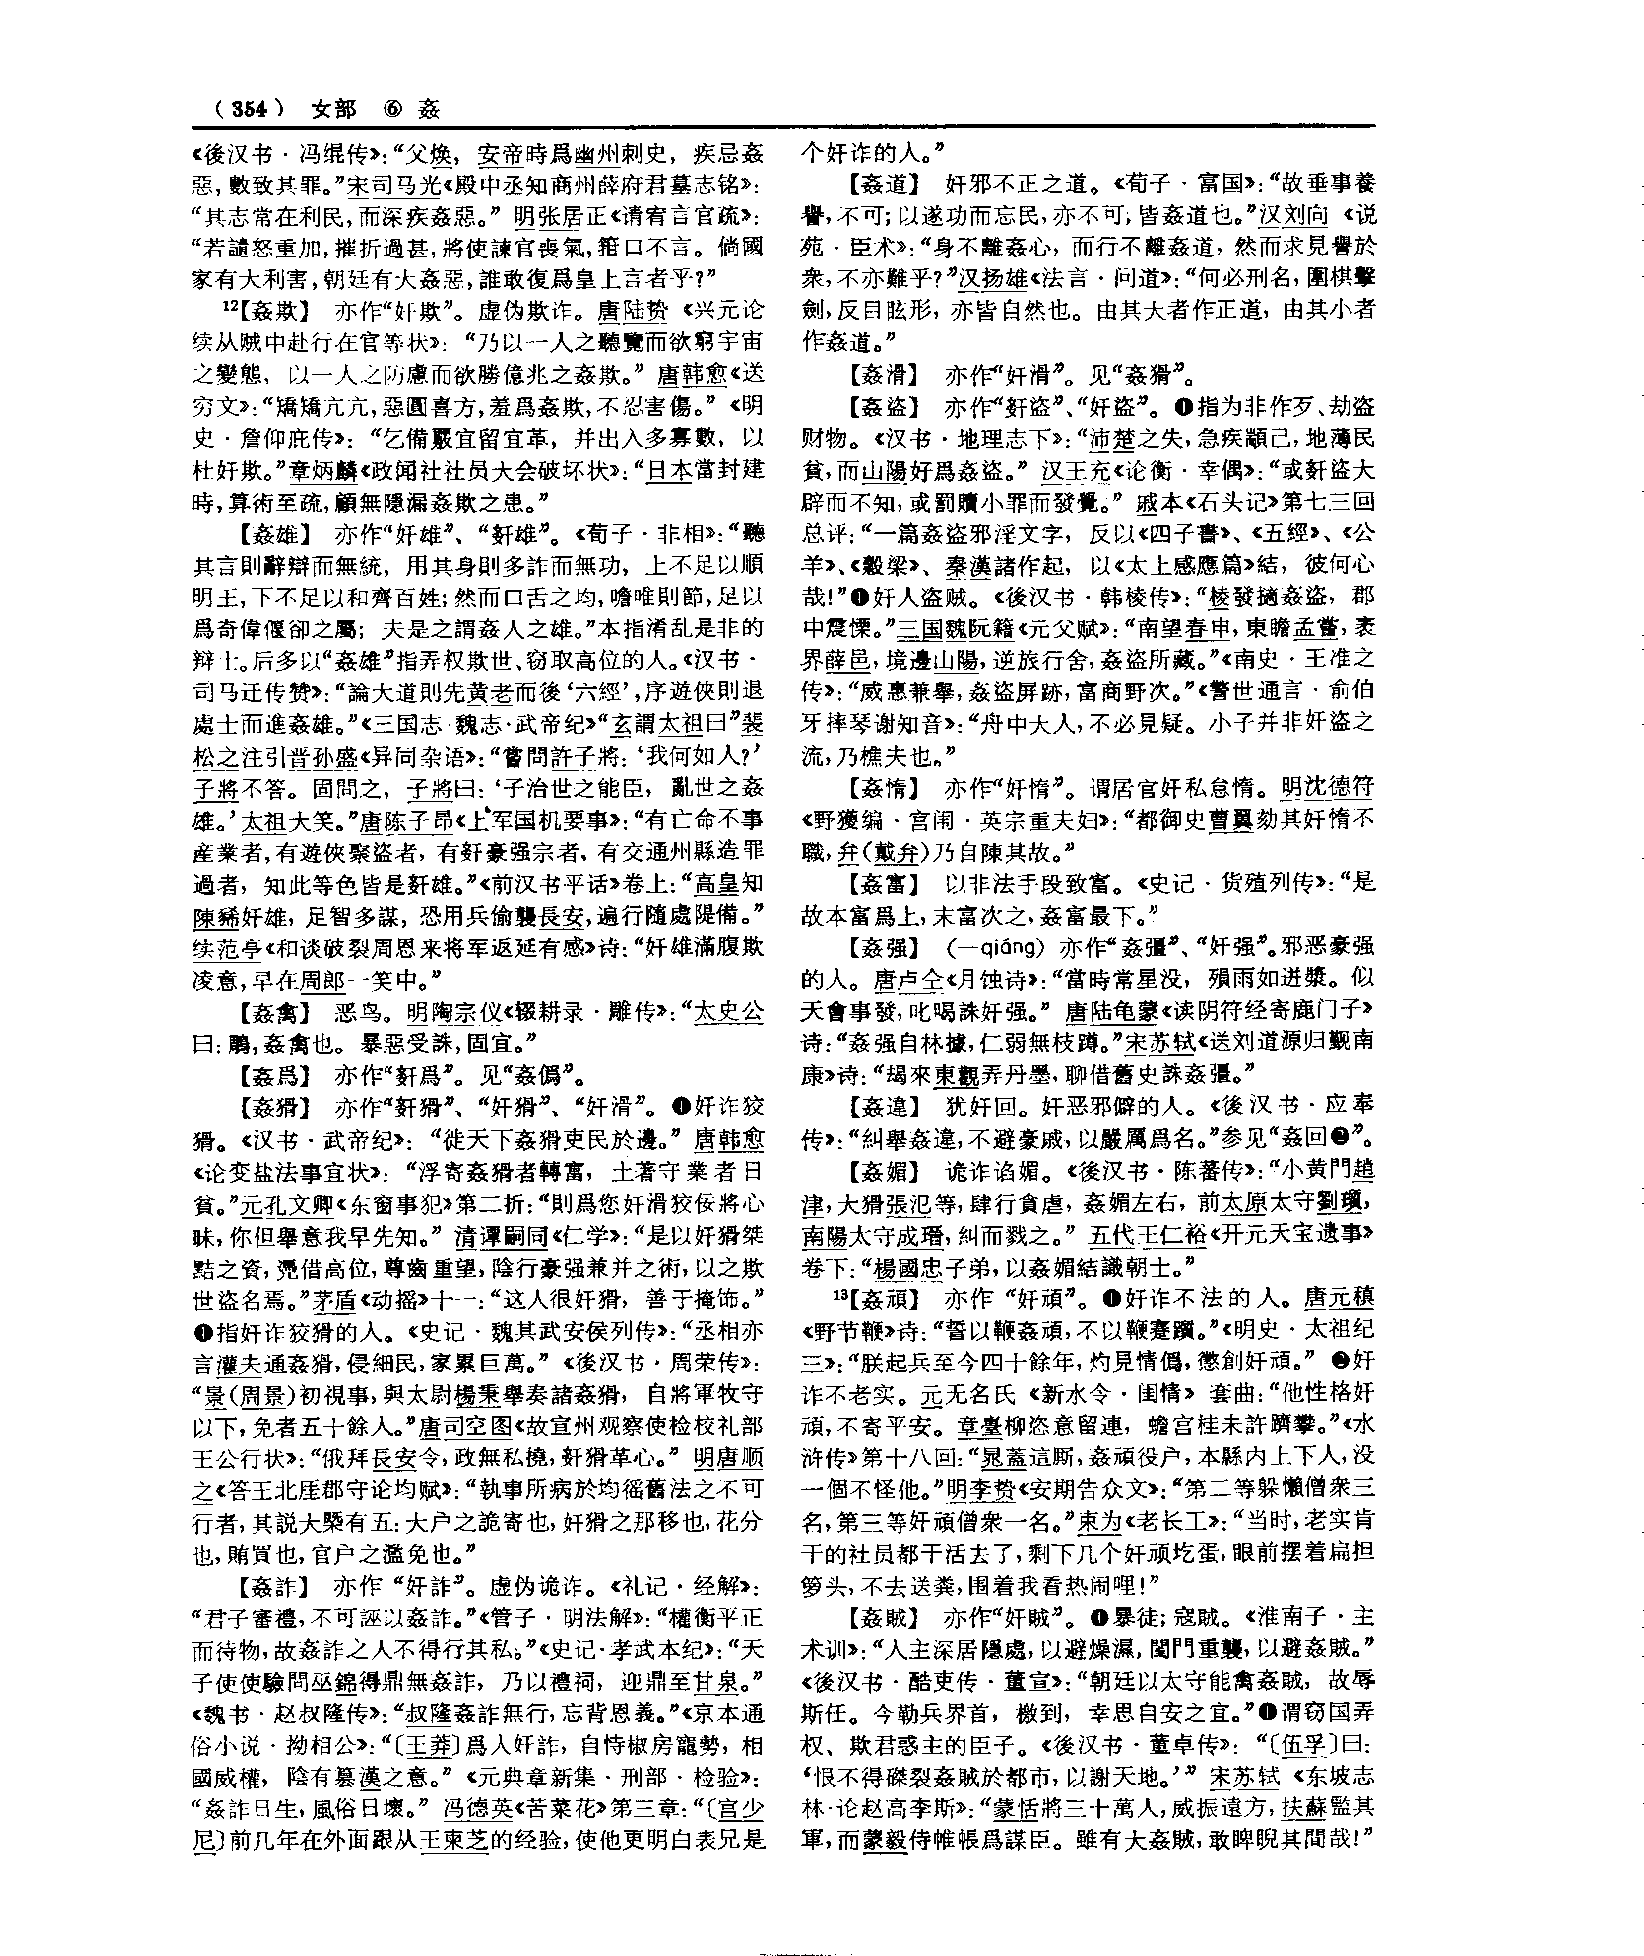 （354） 女部 ⑥ 姦
《後汉书·冯绲传》：“父焕，安帝時爲幽州刺史，疾忌姦
惡，數致其罪。”宋司马光《殿中丞知商州薛府君墓志铭》：
“其志常在利民，而深疾姦惡。” 明张居正《请宥言官疏》：
“若譴怒重加，摧折過甚，將使諫官喪氣，箝口不言。倘國
家有大利害，朝廷有大姦惡，誰敢復爲皇上言者乎？”
12【姦欺】 亦作“奸欺”。虚伪欺诈。唐陆贽《兴元论
续从贼中赴行在官等状》：“乃以一人之聽覽而欲窮宇宙
之變態，以一人之防慮而欲勝億兆之姦欺。” 唐韩愈《送
穷文》：“矯矯亢亢，惡圓喜方，羞爲姦欺，不忍害傷。”《明
史·詹仰庇传》：“乞備覈宜留宜革，并出入多寡數，以
杜奸欺。”章炳麟《政闻社社员大会破坏状》：“日本當封建
時，算術至疏，顧無隱漏姦欺之患。”
【姦雄】 亦作“奸雄”、“姧雄”。《荀子·非相》：“聽
其言則辭辯而無統，用其身則多詐而無功，上不足以順
明主，下不足以和齊百姓；然而口舌之均，噡唯則節，足以
爲奇偉偃卻之屬；夫是之謂姦人之雄。”本指淆乱是非的
辩士。后多以“姦雄”指弄权欺世、窃取高位的人。《汉书·
司马迁传赞》：“論大道則先黄老而後‘六經’，序遊俠則退
處士而進姦雄。”《三国志·魏志·武帝纪》“玄謂太祖曰”裴
松之注引晋孙盛《异同杂语》：“嘗問許子將：‘我何如人？’
子將不答。固問之，子將曰：‘子治世之能臣，亂世之姦
雄。’太祖大笑。”唐陈子昂《上军国机要事》：“有亡命不事
産業者，有遊俠聚盜者，有姧豪强宗者，有交通州縣造罪
過者，知此等色皆是姧雄。”《前汉书平话》卷上：“高皇知
陳豨奸雄，足智多謀，恐用兵偷襲長安，遍行隨處隄備。”
续范亭《和谈破裂周恩来将军返延有感》诗：“奸雄滿腹欺
凌意，早在周郎一笑中。”
【姦禽】 恶鸟。明陶宗仪《辍耕录·雕传》：“太史公
曰：鵰，姦禽也。暴惡受誅，固宜。”
【姦爲】 亦作“姧爲”。见“姦僞”。
【姦猾】 亦作“姧猾”、“奸猾”、“奸滑”。❶奸诈狡
猾。《汉书·武帝纪》：“徙天下姦猾吏民於邊。” 唐韩愈
《论变盐法事宜状》：“浮寄姦猾者轉富，土著守業者日
貧。”元孔文卿《东窗事犯》第二折：“則爲您奸滑狡佞將心
昧，你但舉意我早先知。” 清谭嗣同《仁学》：“是以奸猾桀
黠之資，凴借高位，尊齒重望，陰行豪强兼并之術，以之欺
世盗名焉。”茅盾《动摇》十一：“这人很奸猾，善于掩饰。”
❶指奸诈狡猾的人。《史记·魏其武安侯列传》：“丞相亦
言灌夫通姦猾，侵細民，家累巨萬。”《後汉书·周荣传》：
“景（周景）初視事，與太尉楊秉舉奏諸姦猾，自將軍牧守
以下，免者五十餘人。”唐司空图《故宣州观察使检校礼部
王公行状》：“俄拜長安令，政無私撓，姧猾革心。” 明唐顺
之《答王北厓郡守论均赋》：“執事所病於均徭舊法之不可
行者，其説大槩有五：大户之詭寄也，奸猾之那移也，花分
也，賄買也，官户之濫免也。”
【姦詐】 亦作“奸詐”。虚伪诡诈。《礼记·经解》：
“君子審禮，不可誣以姦詐。”《管子·明法解》：“權衡平正
而待物，故姦詐之人不得行其私。”《史记·孝武本纪》：“天
子使使驗問巫錦得鼎無姦詐，乃以禮祠，迎鼎至甘泉。”
《魏书·赵叔隆传》：“叔隆姦詐無行，忘背恩義。”《京本通
俗小说·拗相公》：“〔王莽〕爲人奸詐，自恃椒房寵勢，相
國威權，陰有篡漢之意。”《元典章新集·刑部·检验》：
“姦詐日生，風俗日壞。” 冯德英《苦菜花》第三章：“〔宫少
尼〕前几年在外面跟从王柬芝的经验，使他更明白表兄是
个奸诈的人。”
【姦道】 奸邪不正之道。《荀子·富国》：“故垂事養
譽，不可；以遂功而忘民，亦不可；皆姦道也。”汉刘向《说
苑·臣术》：“身不離姦心，而行不離姦道，然而求見譽於
衆，不亦難乎？”汉扬雄《法言·问道》：“何必刑名，圍棋擊
劍，反目眩形，亦皆自然也。由其大者作正道，由其小者
作姦道。”
【姦滑】 亦作“奸滑”。见“姦猾”。
【姦盜】 亦作“姧盜”、“奸盜”。❶指为非作歹、劫盗
财物。《汉书·地理志下》：“沛楚之失，急疾顓己，地薄民
貧，而山陽好爲姦盜。” 汉王充《论衡·幸偶》：“或姧盜大
辟而不知，或罰贖小罪而發覺。” 戚本《石头记》第七三回
总评：“一篇姦盜邪淫文字，反以《四子書》、《五經》、《公
羊》、《穀梁》、秦漢諸作起，以《太上感應篇》結，彼何心
哉！”❶奸人盗贼。《後汉书·韩棱传》：“棱發擿姦盜，郡
中震慄。”三国魏阮籍《元父赋》：“南望春申，東瞻孟嘗，袤
界薛邑，境邊山陽，逆旅行舍，姦盜所藏。”《南史·王准之
传》：“威惠兼舉，姦盜屏跡，富商野次。”《警世通言·俞伯
牙摔琴谢知音》：“舟中大人，不必見疑。小子并非奸盜之
流，乃樵夫也。”
【姦惰】 亦作“奸惰”。谓居官奸私怠惰。明沈德符
《野獲编·宫闱·英宗重夫妇》：“都御史曹翼劾其奸惰不
職，弁（戴弁）乃自陳其故。”
【姦富】 以非法手段致富。《史记·货殖列传》：“是
故本富爲上，末富次之，姦富最下。”
【姦强】 （—qiáng）亦作“姦彊”、“奸强”。邪恶豪强
的人。唐卢仝《月蚀诗》：“當時常星没，殞雨如迸漿。似
天會事發，叱喝誅奸强。” 唐陆龟蒙《读阴符经寄鹿门子》
诗：“姦强自林據，仁弱無枝蹲。”宋苏轼《送刘道源归觐南
康》诗：“朅來東觀弄丹墨，聊借舊史誅姦彊。”
【姦違】 犹奸回。奸恶邪僻的人。《後汉书·应奉
传》：“糾舉姦違，不避豪戚，以嚴厲爲名。”参见“姦回❷”。
【姦媚】 诡诈谄媚。《後汉书·陈蕃传》：“小黄門趙
津，大猾張氾等，肆行貪虐，姦媚左右，前太原太守劉瓆，
南陽太守成瑨，糾而戮之。” 五代王仁裕《开元天宝遗事》
卷下：“楊國忠子弟，以姦媚結識朝士。”
13【姦頑】 亦作“奸頑”。❶奸诈不法的人。唐元稹
《野节鞭》诗：“誓以鞭姦頑，不以鞭蹇躓。”《明史·太祖纪
三》：“朕起兵至今四十餘年，灼見情僞，懲創奸頑。” ❷奸
诈不老实。元无名氏《新水令·闺情》套曲：“他性格奸
頑，不寄平安。章臺柳恣意留連，蟾宫桂未許躋攀。”《水
浒传》第十八回：“晁蓋這厮，姦頑役户，本縣内上下人，没
一個不怪他。”明李贽《安期告众文》：“第二等躲懶僧衆三
名，第三等奸頑僧衆一名。”束为《老长工》：“当时，老实肯
干的社员都干活去了，剩下几个奸顽圪蛋，眼前摆着扁担
箩头，不去送粪，围着我看热闹哩！”
【姦賊】 亦作“奸賊”。❶暴徒；寇贼。《淮南子·主
术训》：“人主深居隱處，以避燥濕，閨門重襲，以避姦賊。”
《後汉书·酷吏传·董宣》：“朝廷以太守能禽姦賊，故辱
斯任。今勒兵界首，檄到，幸思自安之宜。”❶谓窃国弄
权、欺君惑主的臣子。《後汉书·董卓传》：“〔伍孚〕曰：
‘恨不得磔裂姦賊於都市，以謝天地。’” 宋苏轼《东坡志
林·论赵高李斯》：“蒙恬將三十萬人，威振遠方，扶蘇監其
軍，而蒙毅侍帷帳爲謀臣。雖有大姦賊，敢睥睨其間哉！”